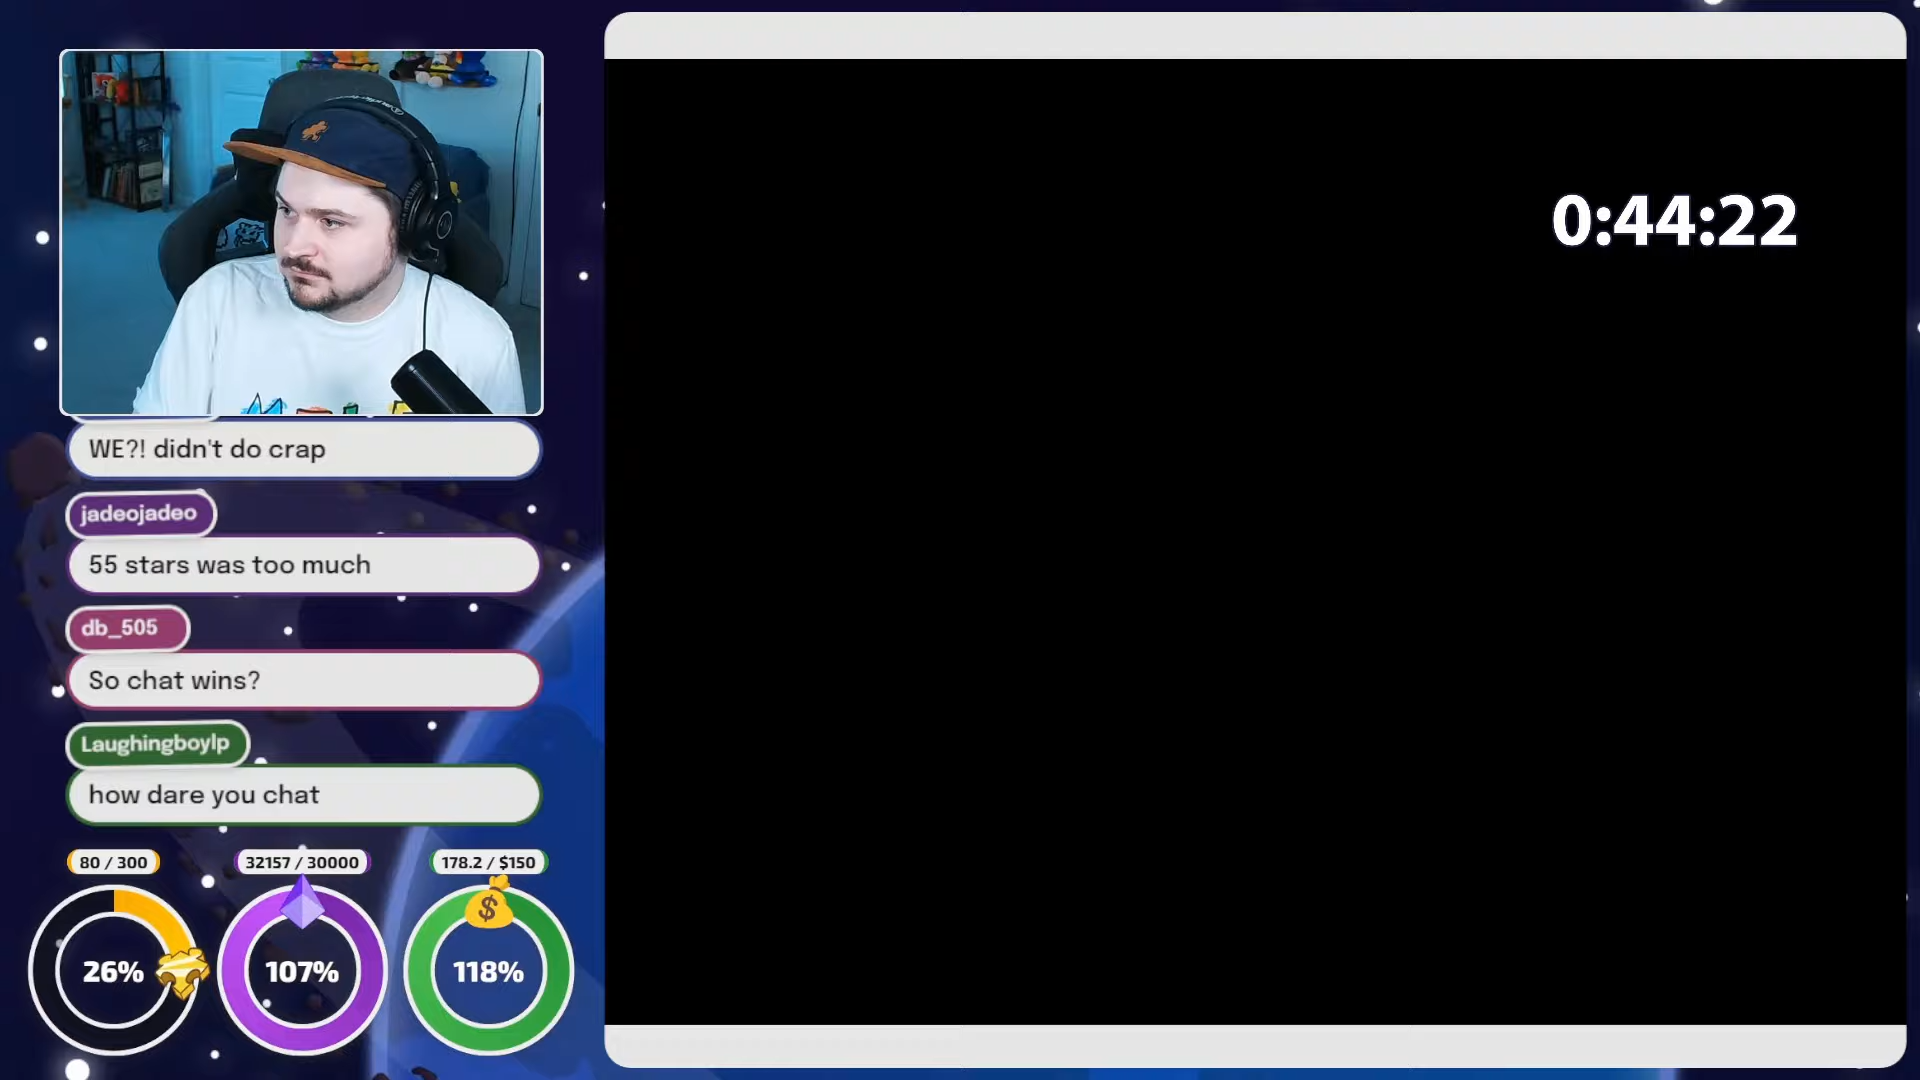 0:44:22
WE?! didn't do crap
jadeojadeo
55 stars was too much
db_505
So chat wins?
Laughingboylp
how dare you chat
80 / 300
32157 / 30000
178.2 / $150
$
26%
107%
118%